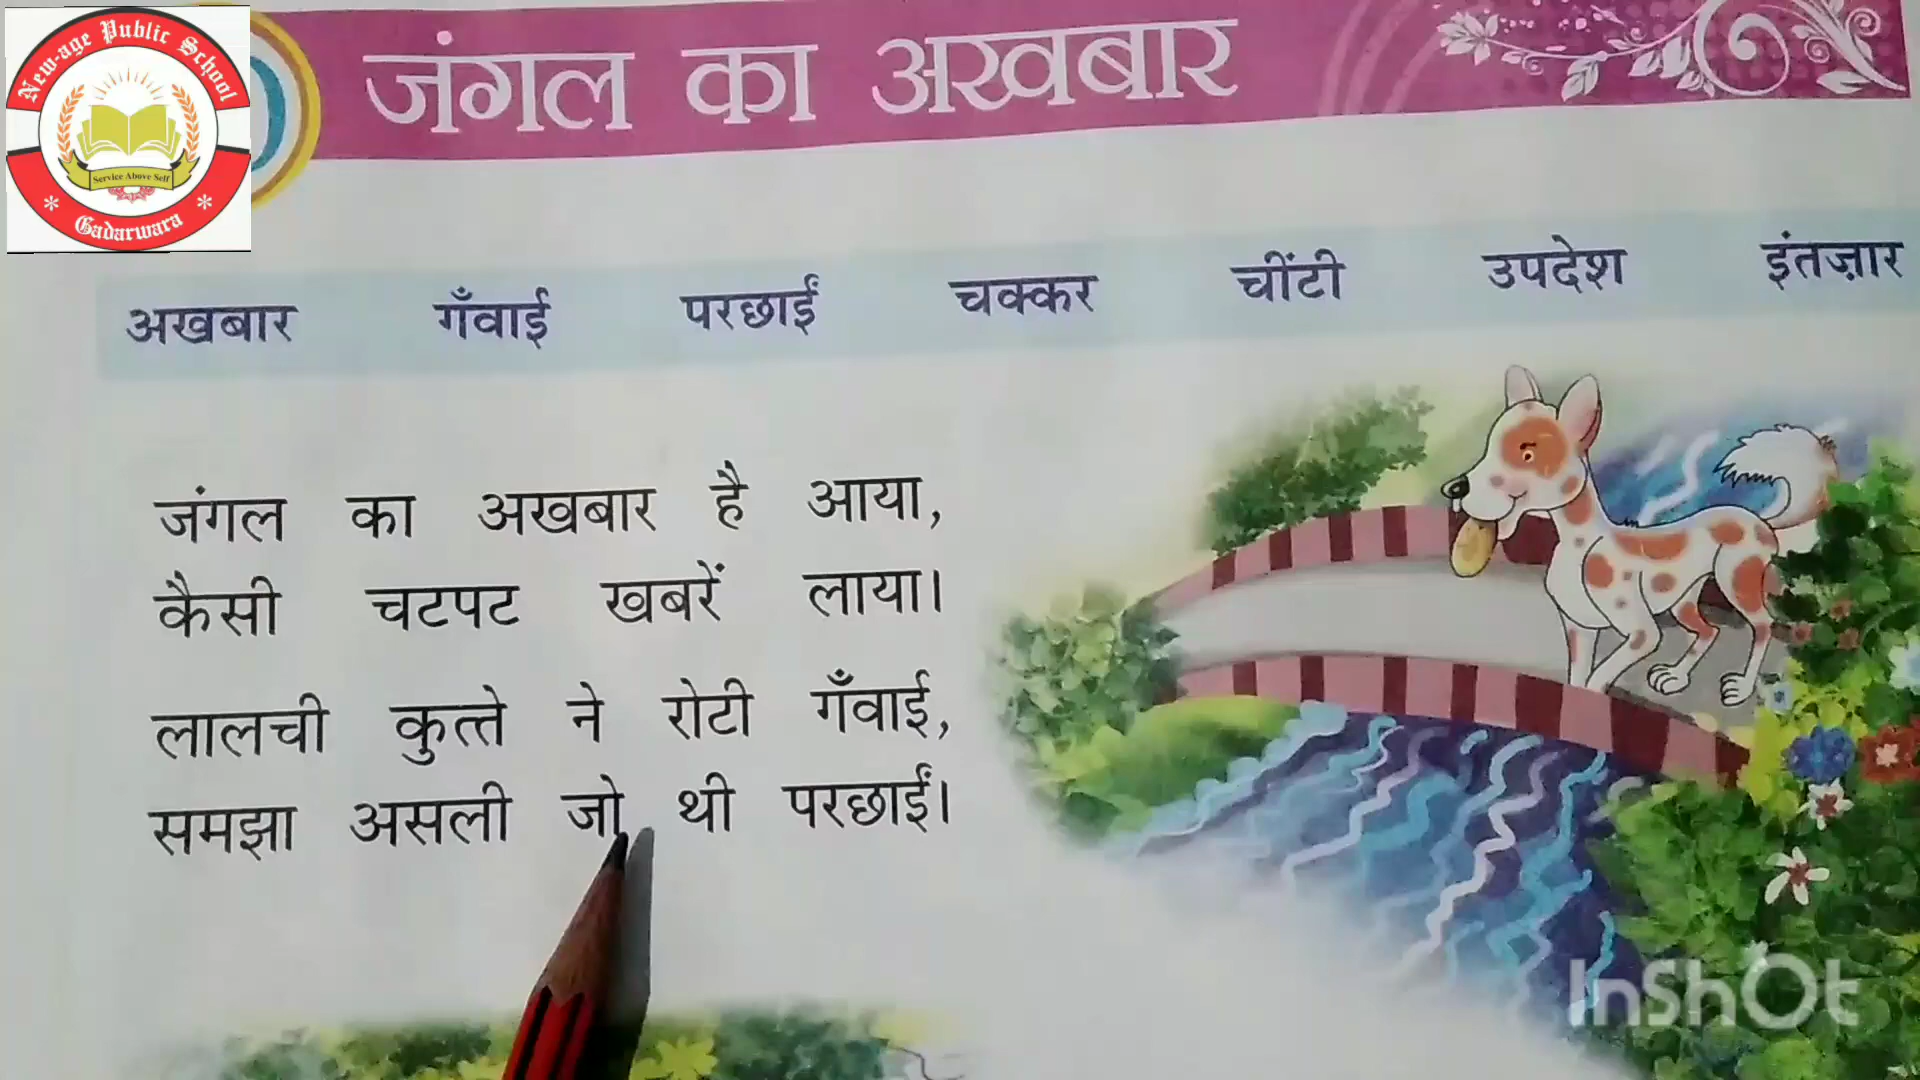 New-age Public School
Service Above Self
Gadarwara
जंगल का अखबार
अखबार गँवाई परछाईं चक्कर चींटी उपदेश इंतज़ार
जंगल का अखबार है आया,
कैसी चटपट खबरें लाया।
लालची कुत्ते ने रोटी गँवाई,
समझा असली जो थी परछाईं।
InShOt